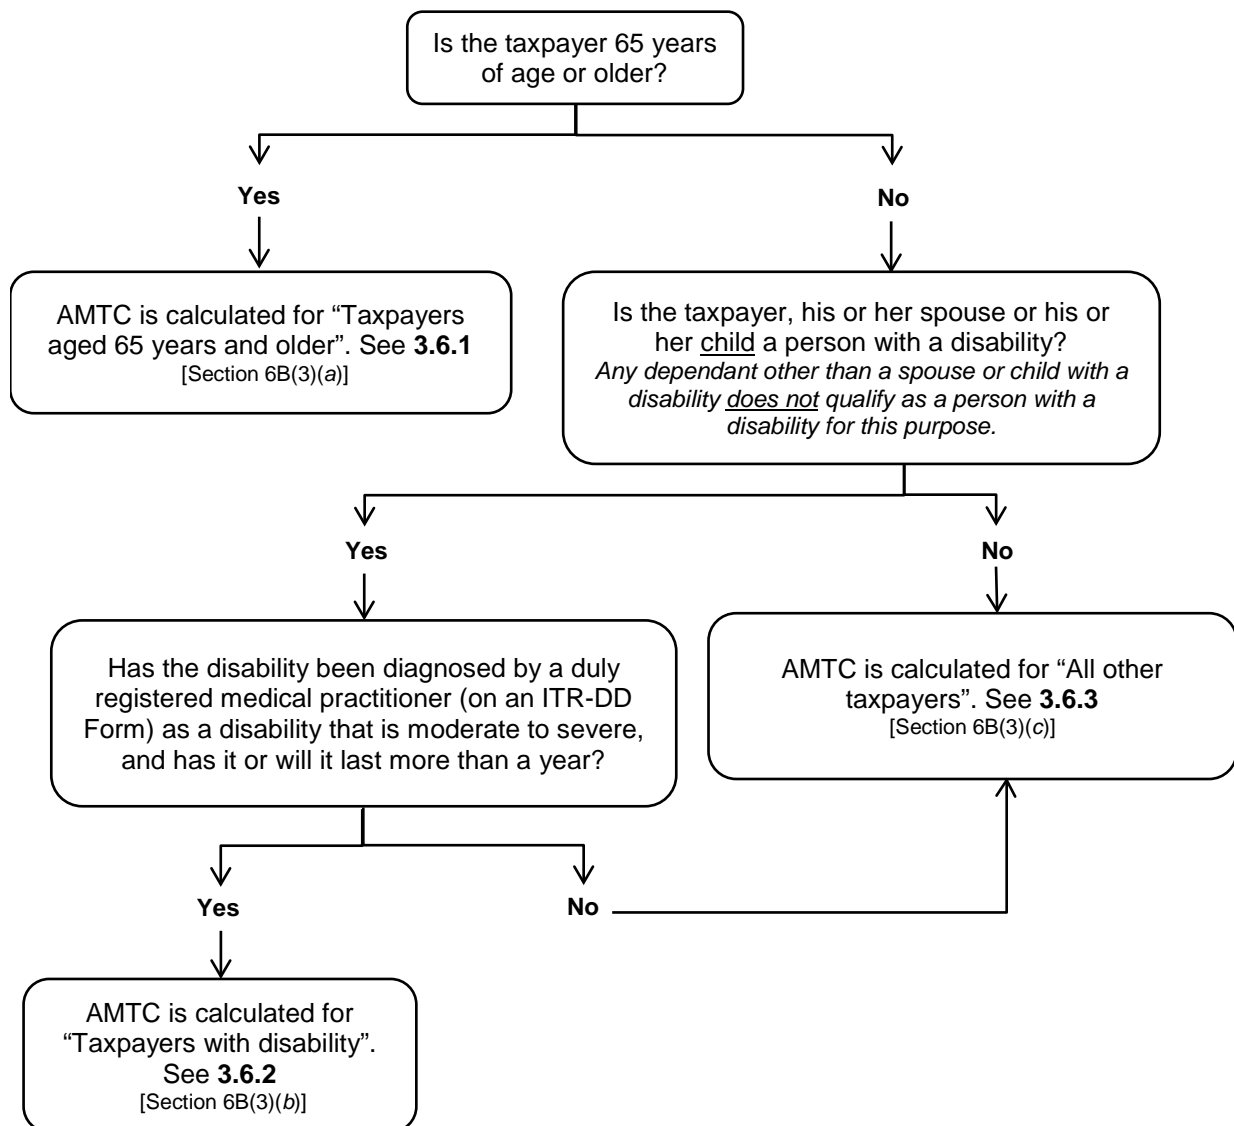 Is the taxpayer 65 years
of age or older?
Yes
No
AMTC is calculated for “Taxpayers
aged 65 years and older”. See 3.6.1
[Section 6B(3)(a)]
Is the taxpayer, his or her spouse or his or
her child a person with a disability?
Any dependant other than a spouse or child with a
disability does not qualify as a person with a
disability for this purpose.
Yes
No
Has the disability been diagnosed by a duly
registered medical practitioner (on an ITR-DD
Form) as a disability that is moderate to severe,
and has it or will it last more than a year?
AMTC is calculated for “All other
taxpayers”. See 3.6.3
[Section 6B(3)(c)]
Yes
No
AMTC is calculated for
“Taxpayers with disability”.
See 3.6.2
[Section 6B(3)(b)]